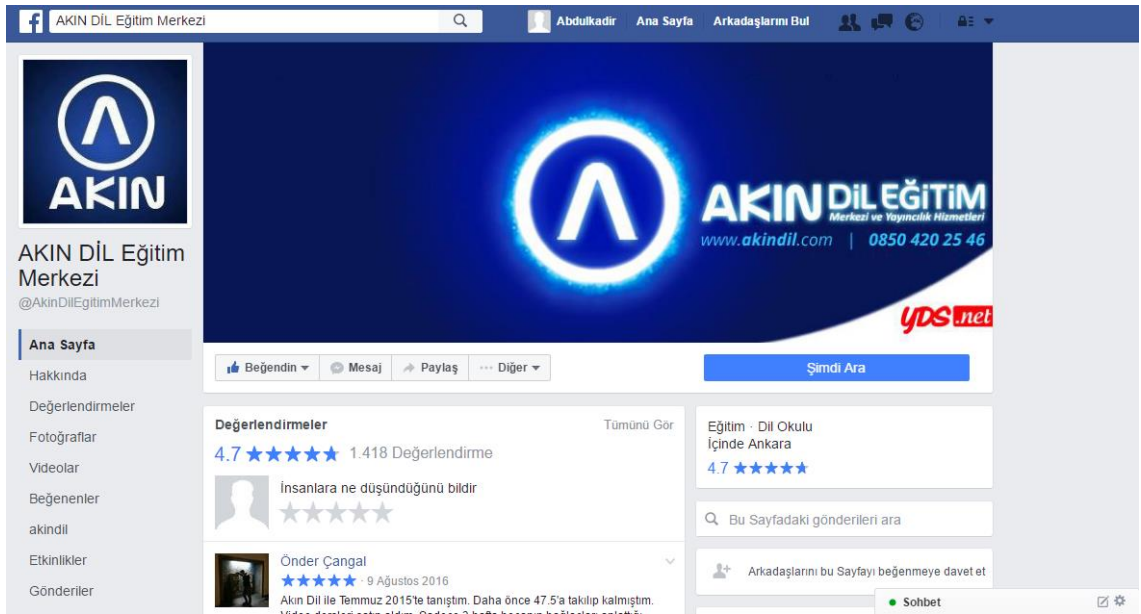 AKIN DİL Eğitim Merkezi
Abdulkadir
Ana Sayfa
Arkadaşlarını Bul
AKIN
AKIN DİL EĞİTİM
Merkezi ve Yayıncılık Hizmetleri
www.akindil.com | 0850 420 25 46
YDS.net
AKIN DİL Eğitim
Merkezi
@AkinDilEgitimMerkezi
Ana Sayfa
Hakkında
Değerlendirmeler
Fotoğraflar
Videolar
Beğenenler
akindil
Etkinlikler
Gönderiler
Beğendin
Mesaj
Paylaş
Diğer
Şimdi Ara
Değerlendirmeler
Tümünü Gör
4.7
1.418 Değerlendirme
İnsanlara ne düşündüğünü bildir
Önder Çangal
· 9 Ağustos 2016
Akın Dil ile Temmuz 2015'te tanıştım. Daha önce 47.5'a takılıp kalmıştım.
Eğitim · Dil Okulu
İçinde Ankara
4.7
Bu Sayfadaki gönderileri ara
Arkadaşlarını bu Sayfayı beğenmeye davet et
Sohbet